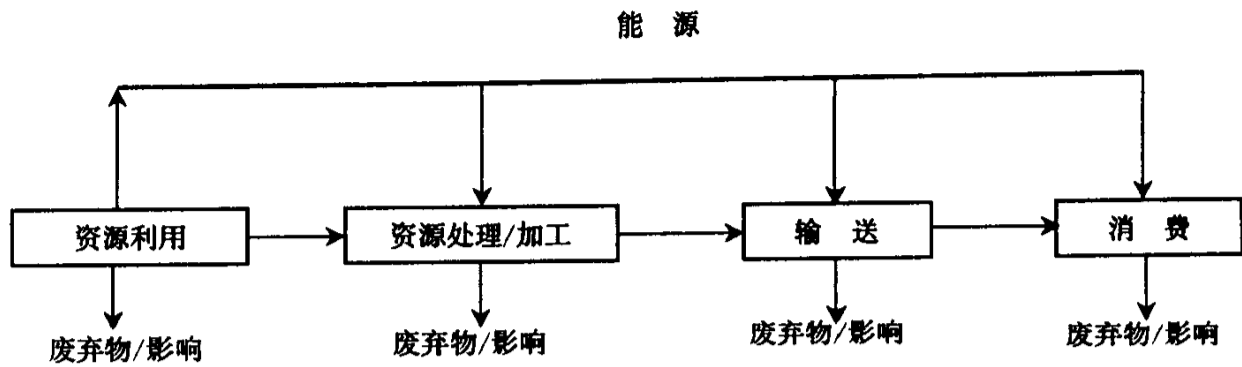 能 源
资源利用
资源处理/加工
输 送
消 费
废弃物/影响
废弃物/影响
废弃物/影响
废弃物/影响